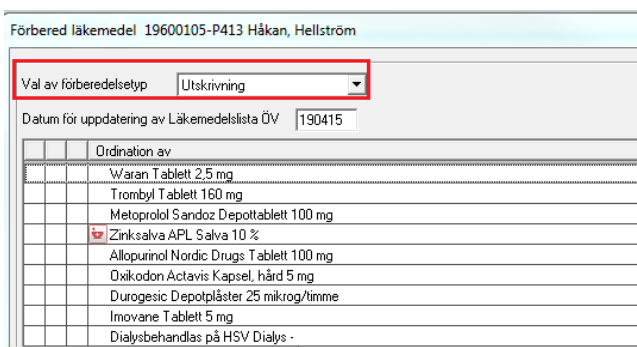 Förbered läkemedel 19600105-P413 Håkan, Hellström
Val av förberedelsetyp Utskrivning
Datum för uppdatering av Läkemedelslista ÖV 190415
Ordination av
Waran Tablett 2,5 mg
Trombyl Tablett 160 mg
Metoprolol Sandoz Depottablett 100 mg
Zinksalva APL Salva 10 %
Allopurinol Nordic Drugs Tablett 100 mg
Oxikodon Actavis Kapsel, hård 5 mg
Durogesic Depotplåster 25 mikrog/timme
Imovane Tablett 5 mg
Dialysbehandlas på HSV Dialys -